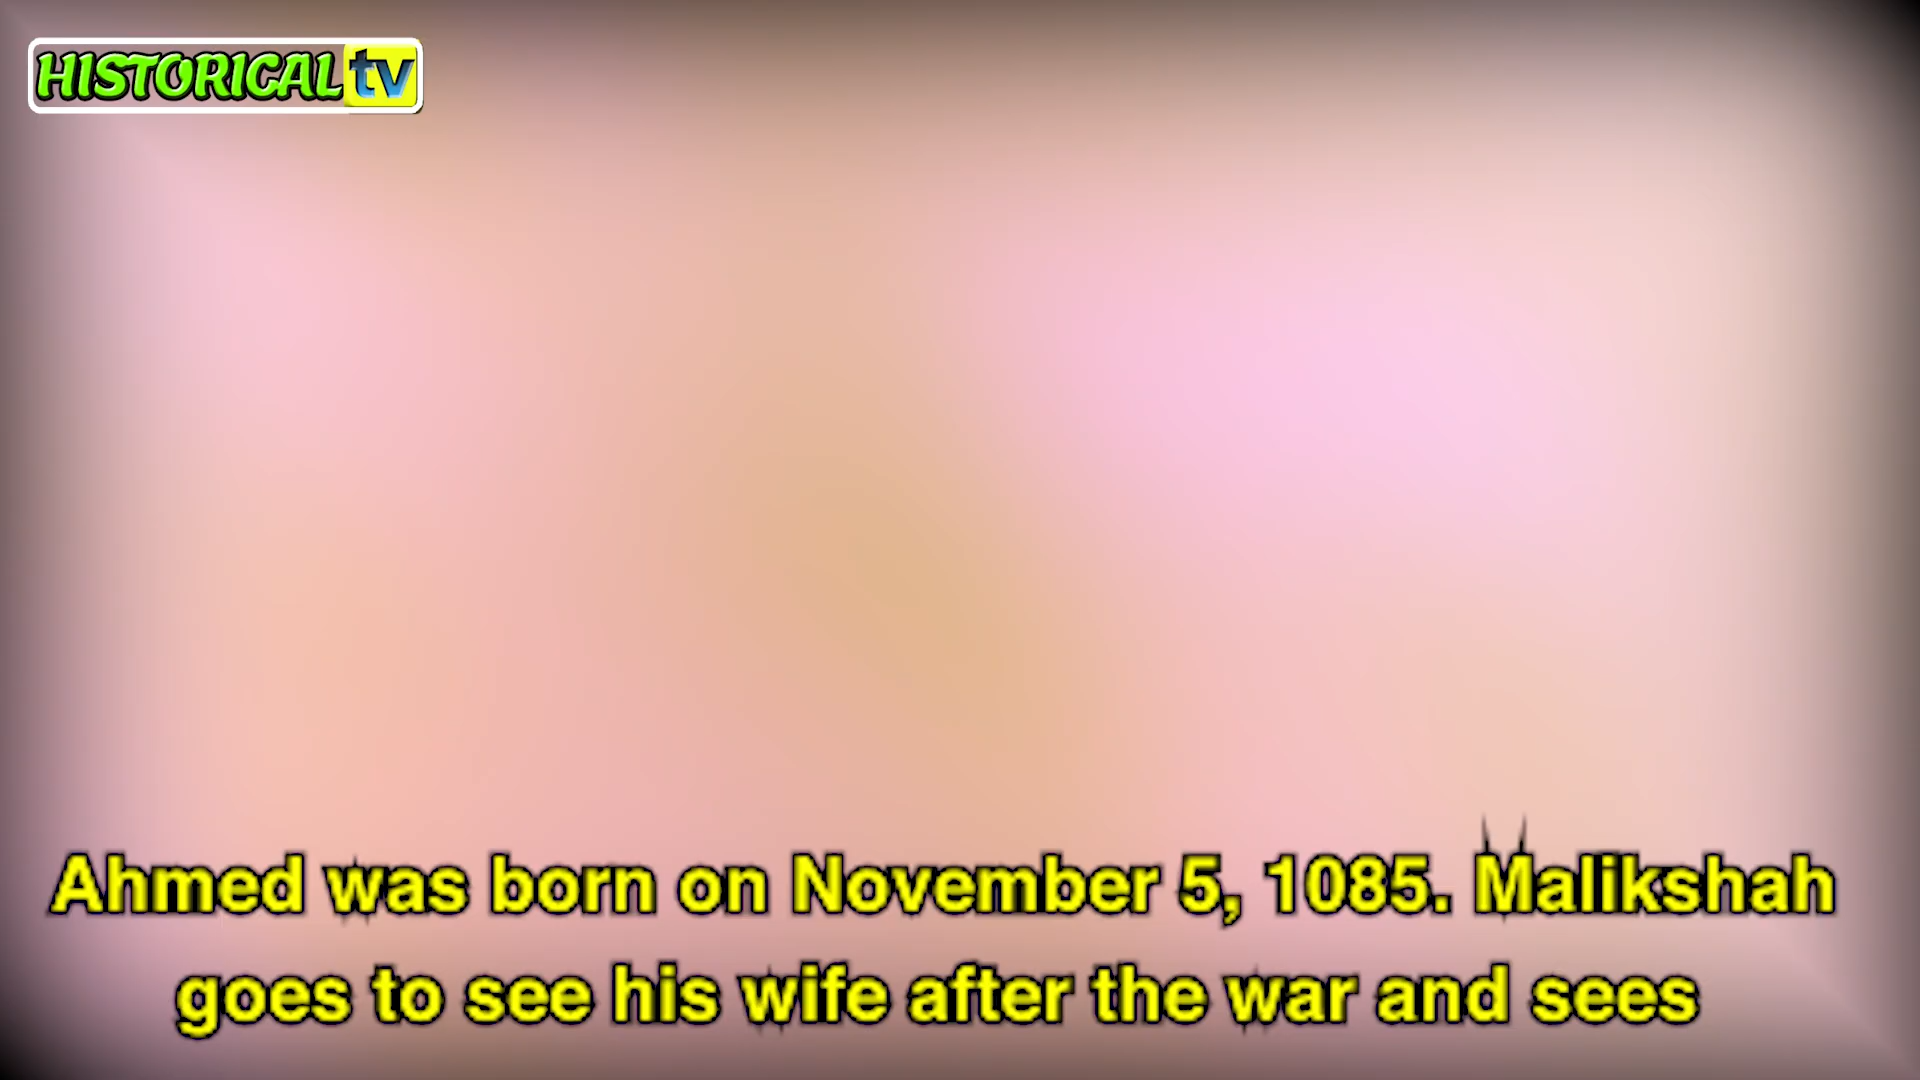 HISTORICAL tv
Ahmed was born on November 5, 1085. Malikshah
goes to see his wife after the war and sees